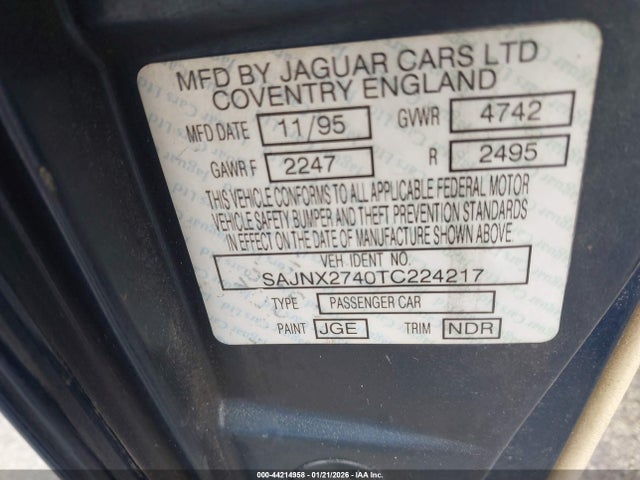 MFD BY JAGUAR CARS LTD
COVENTRY ENGLAND
MFD DATE 11/95 GVWR 4742
GAWR F 2247 R 2495
THIS VEHICLE CONFORMS TO ALL APPLICABLE FEDERAL MOTOR
VEHICLE SAFETY BUMPER AND THEFT PREVENTION STANDARDS
IN EFFECT ON THE DATE OF MANUFACTURE SHOWN ABOVE.
VEH IDENT NO.
SAJNX2740TC224217
TYPE PASSENGER CAR
PAINT JGE TRIM NDR
000-44214958 - 01/21/2026 - IAA Inc.